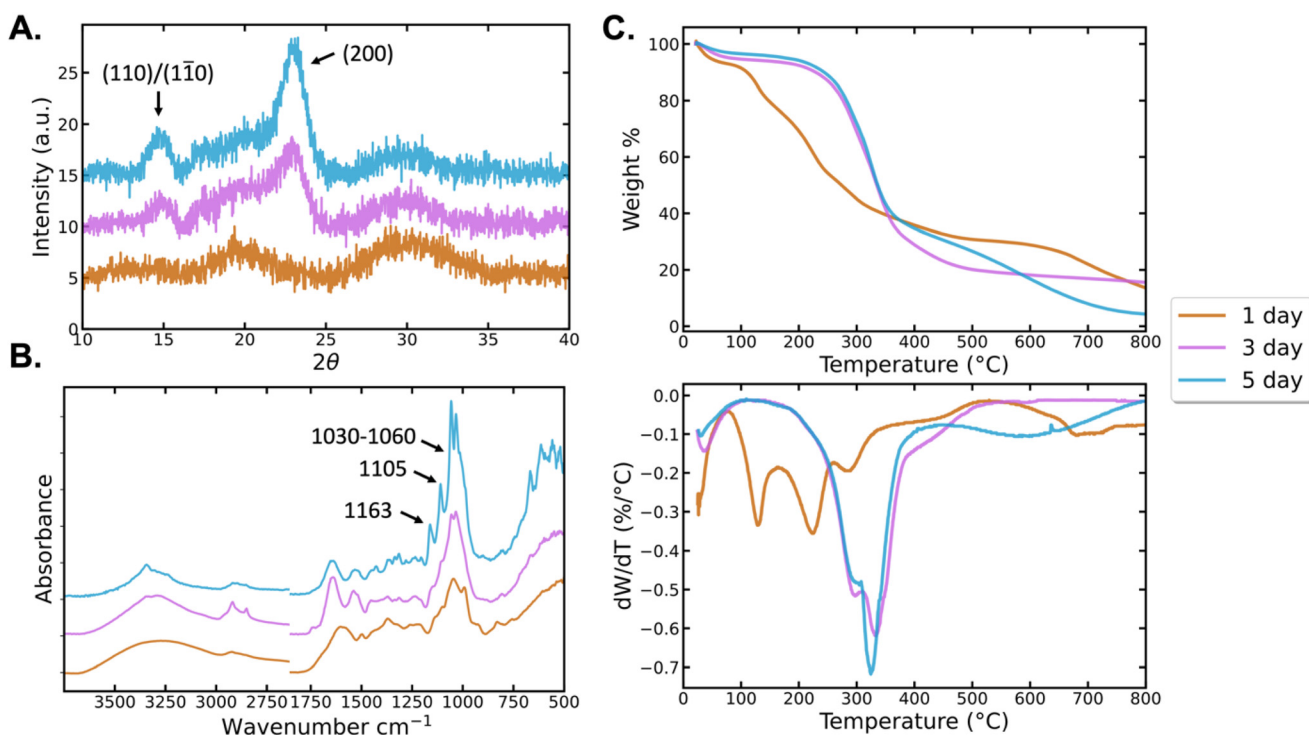 A.
(110)/(11̅0)
(200)
Intensity (a.u.)
25
20
15
10
5
0
10 15 20 25 30 35 40
2θ
B.
1030-1060
1105
1163
Absorbance
3500 3250 3000 2750 1750 1500 1250 1000 750 500
Wavenumber cm⁻¹
C.
Weight %
100
80
60
40
20
0
0 100 200 300 400 500 600 700 800
Temperature (°C)
1 day
3 day
5 day
dW/dT (%/°C)
0.0
−0.1
−0.2
−0.3
−0.4
−0.5
−0.6
−0.7
0 100 200 300 400 500 600 700 800
Temperature (°C)